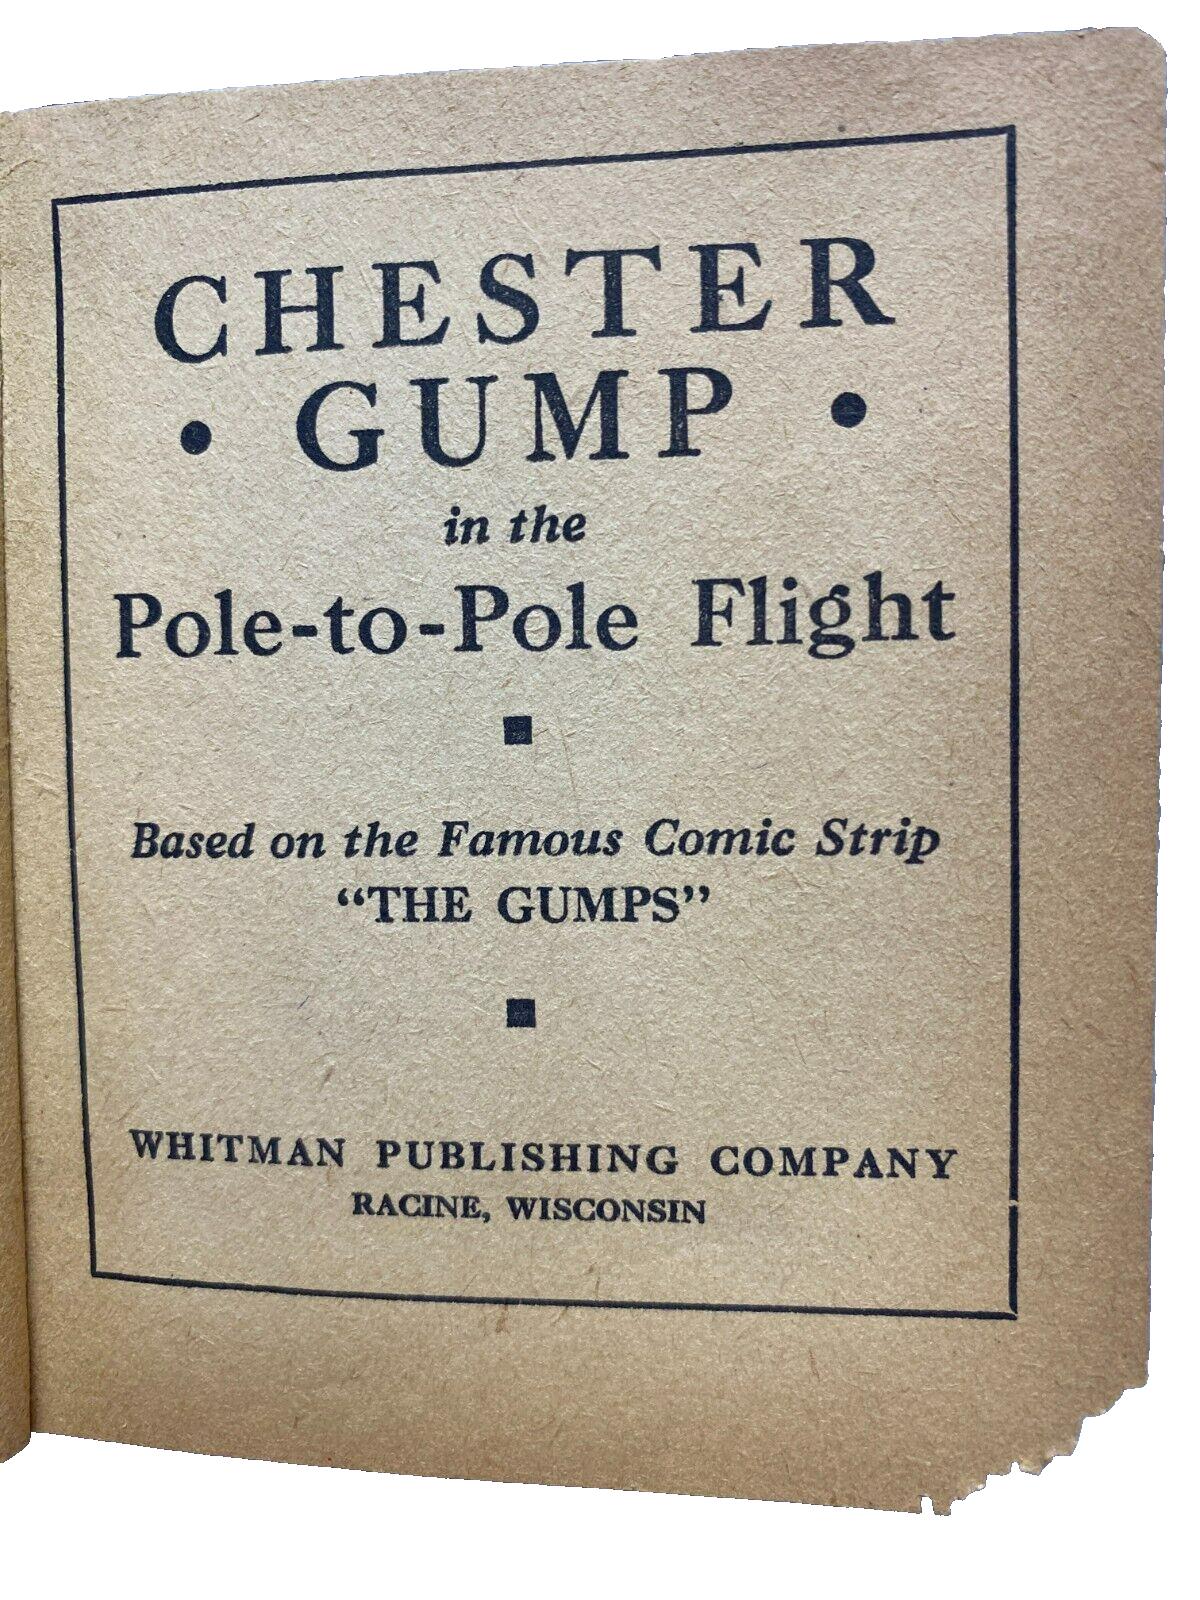 CHESTER
• GUMP •
in the
Pole-to-Pole Flight
Based on the Famous Comic Strip
“THE GUMPS”
WHITMAN PUBLISHING COMPANY
RACINE, WISCONSIN